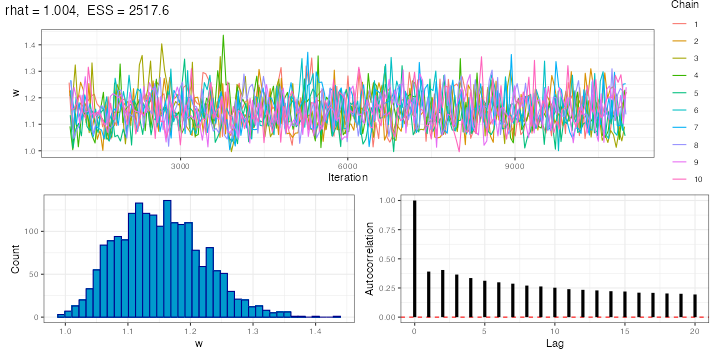 rhat = 1.004, ESS = 2517.6
Chain
1
2
3
4
5
6
7
8
9
10
w
1.4
1.3
1.2
1.1
1.0
3000 6000 9000
Iteration
Count
100
50
0
1.0 1.1 1.2 1.3 1.4
w
Autocorrelation
1.00
0.75
0.50
0.25
0.00
0 5 10 15 20
Lag